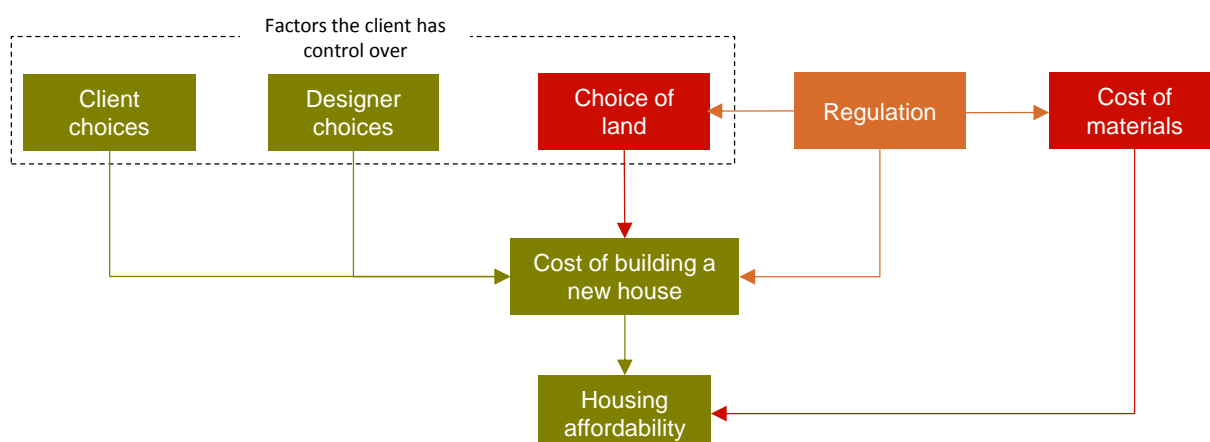 Factors the client has
control over
Client
choices
Designer
choices
Choice of
land
Regulation
Cost of
materials
Cost of building a
new house
Housing
affordability